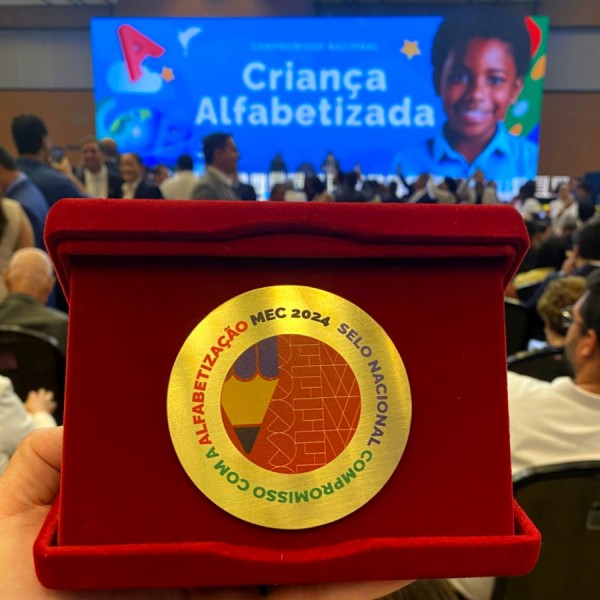 COMPROMISSO NACIONAL
Criança
Alfabetizada
A
MEC 2024 SELO NACIONAL COMPROMISSO COM A ALFABETIZAÇÃO